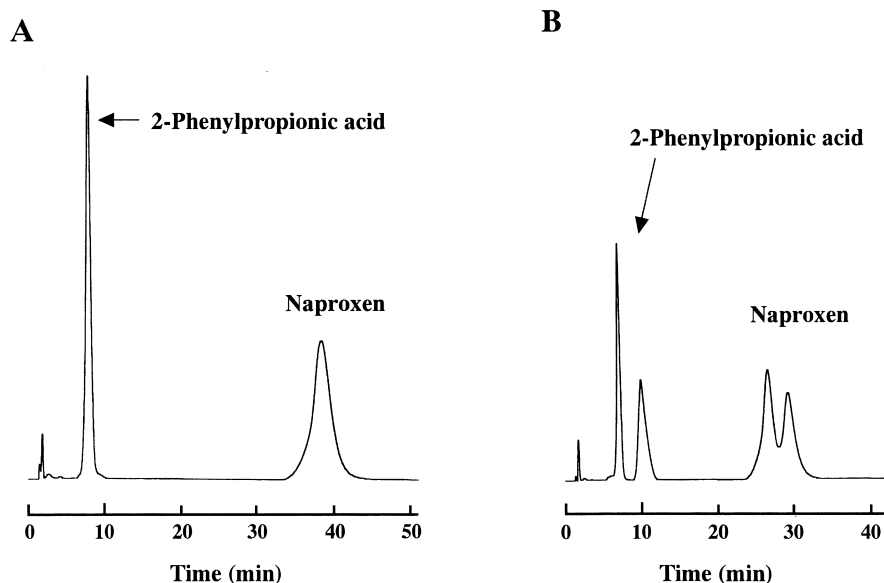 A
2-Phenylpropionic acid
Naproxen
0 10 20 30 40 50
Time (min)
B
2-Phenylpropionic acid
Naproxen
0 10 20 30 40
Time (min)